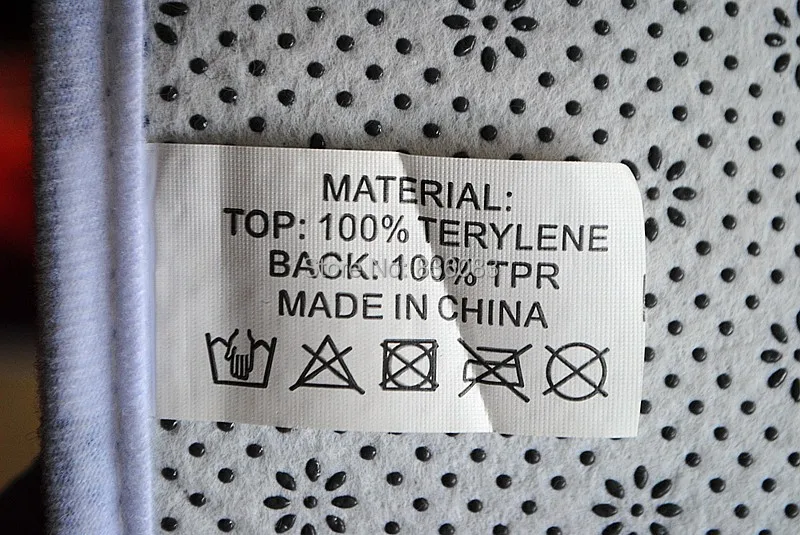 MATERIAL:
TOP: 100% TERYLENE
BACK: 100% TPR
MADE IN CHINA